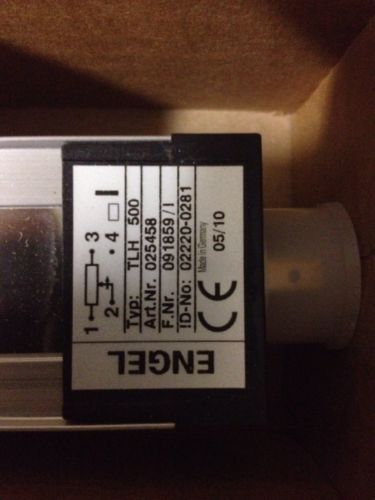 1 3
2 4
Typ: TLH 500
Art.Nr. 025458
F.Nr. 091859 / I
ID-No: 02220-0281
Made in Germany
05/10
CE
ENGEL